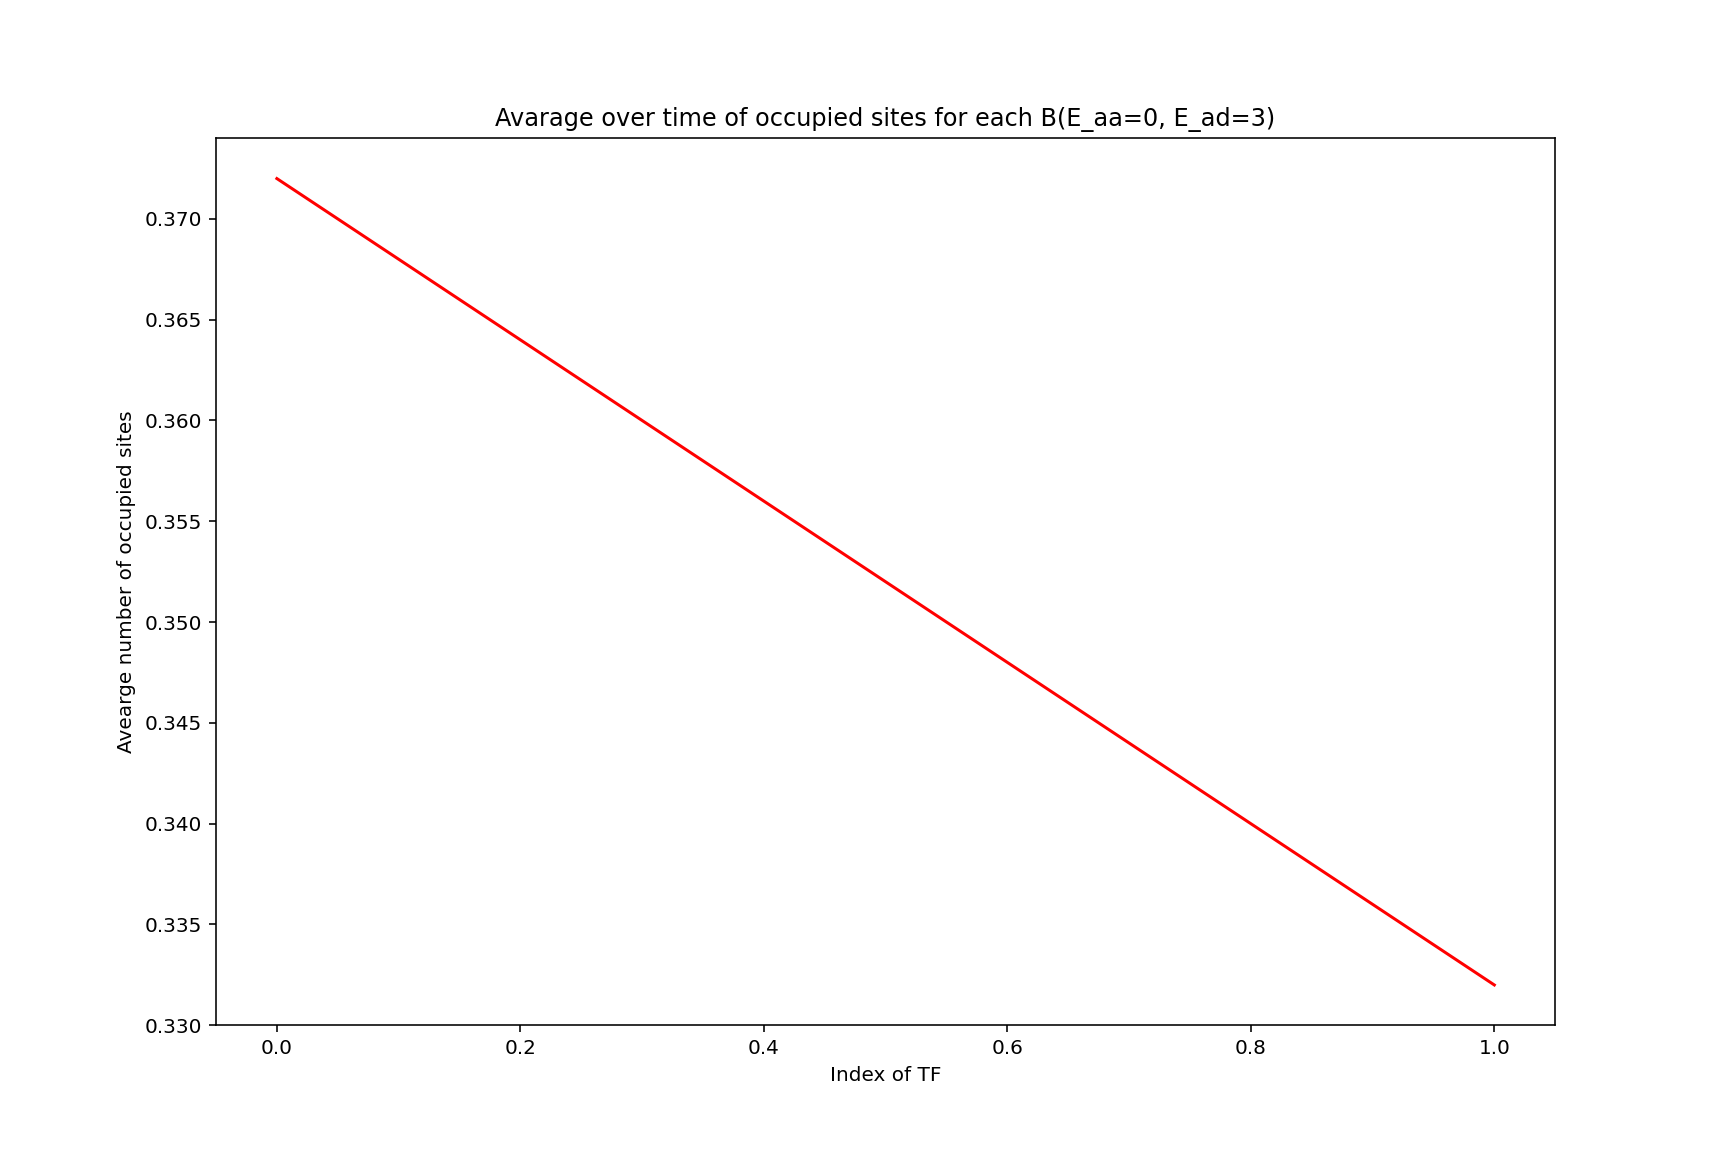 Avarage over time of occupied sites for each B(E_aa=0, E_ad=3)
Avearge number of occupied sites
0.370
0.365
0.360
0.355
0.350
0.345
0.340
0.335
0.330
0.0 0.2 0.4 0.6 0.8 1.0
Index of TF